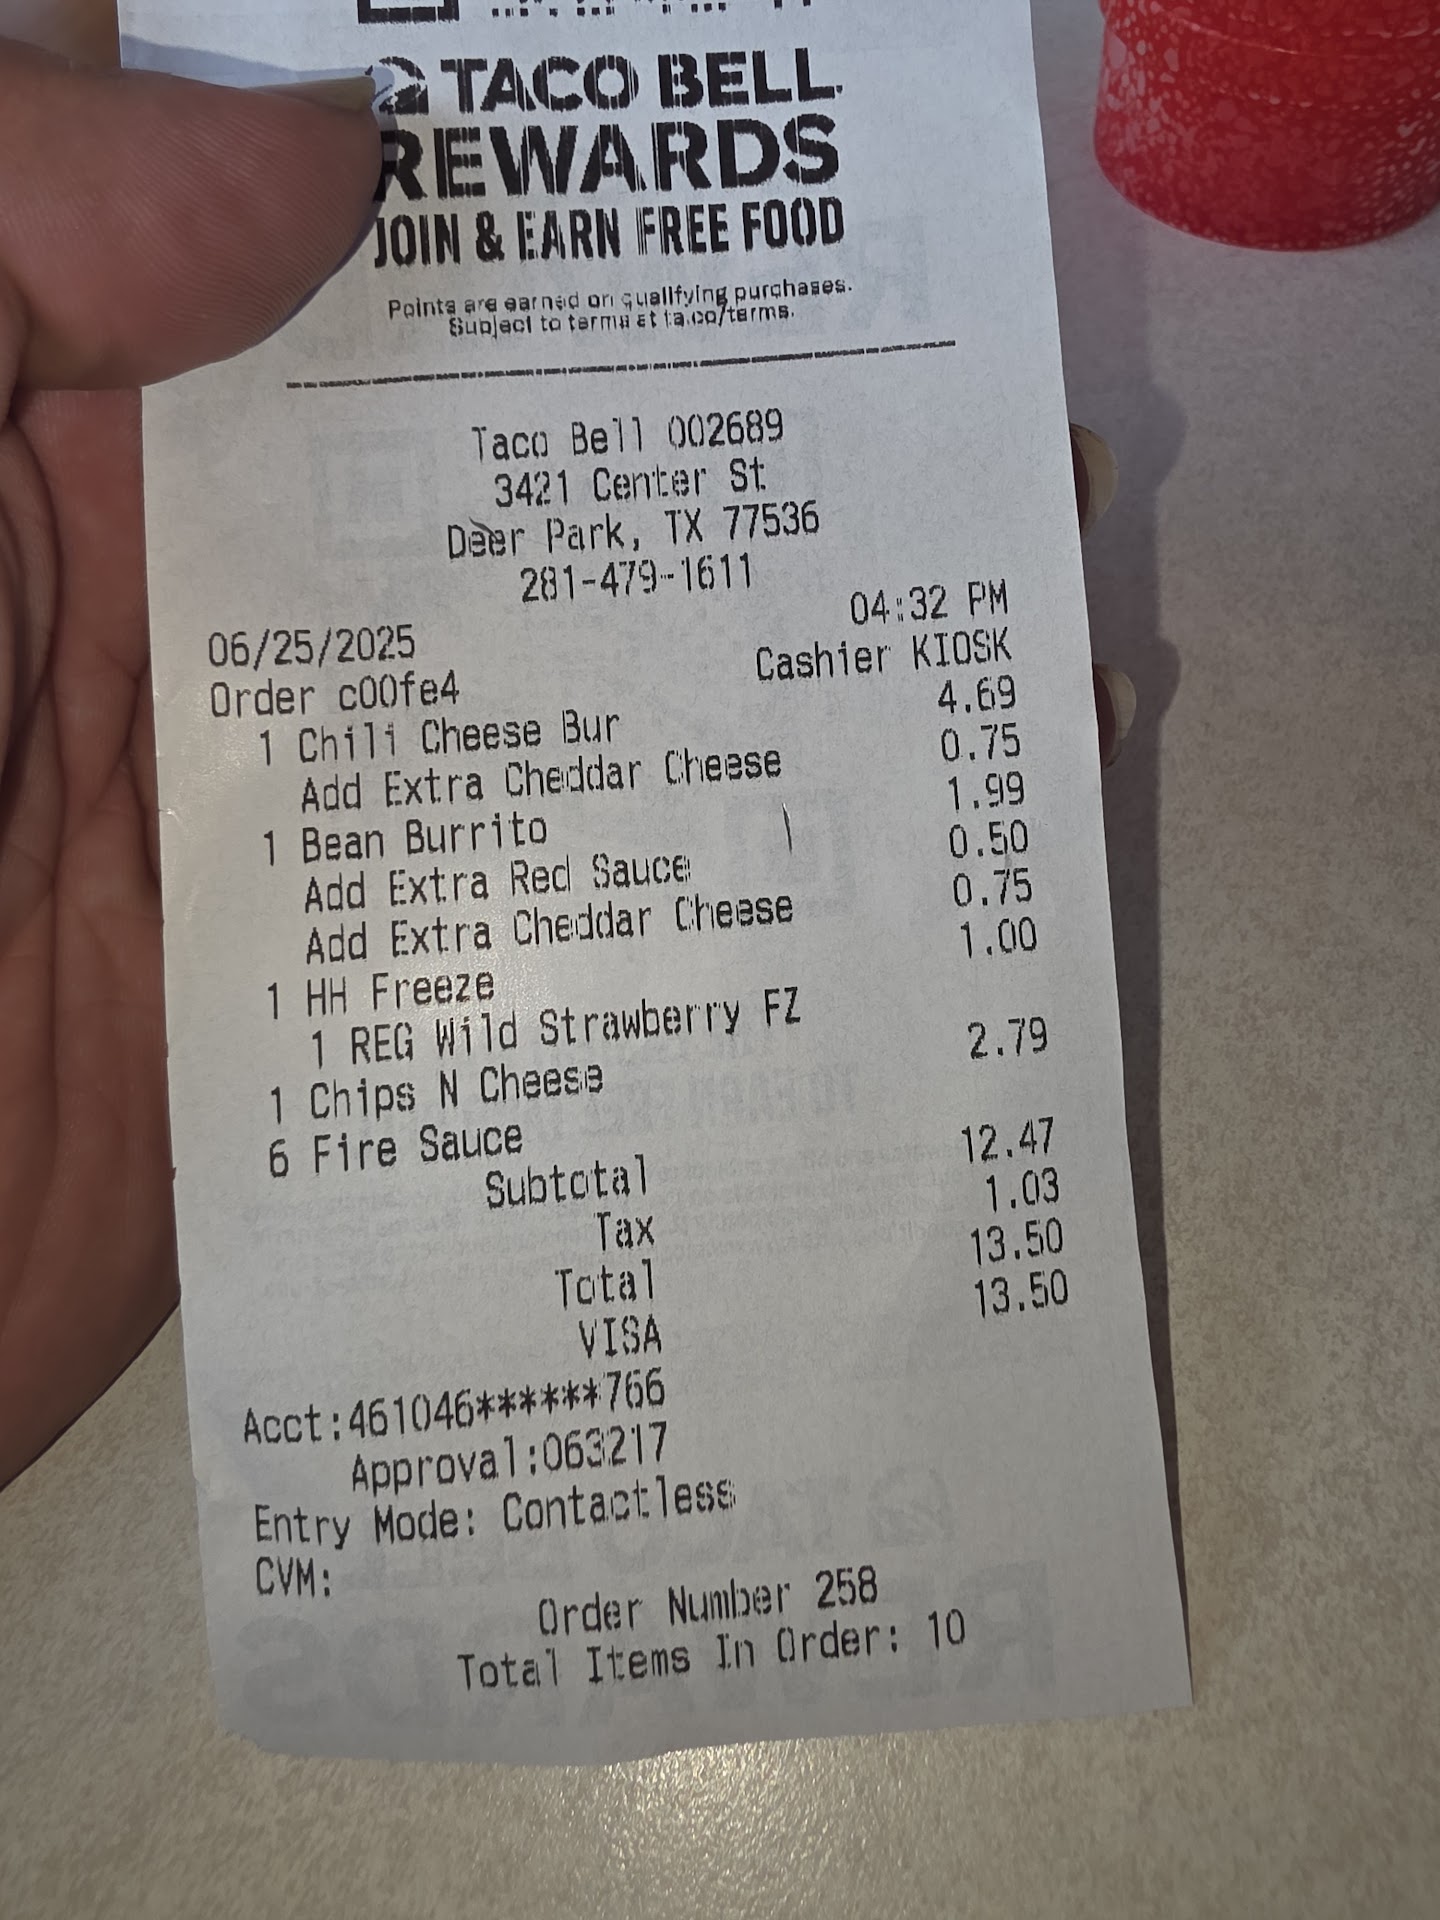 TACO BELL
REWARDS
JOIN & EARN FREE FOOD
Points are earned on qualifying purchases.
Subject to terms at ta.co/terms.
Taco Bell 002689
3421 Center St
Deer Park, TX 77536
281-479-1611
06/25/2025 04:32 PM
Order c00fe4 Cashier KIOSK
1 Chili Cheese Bur 4.69
Add Extra Cheddar Cheese 0.75
1 Bean Burrito 1.99
Add Extra Red Sauce 0.50
Add Extra Cheddar Cheese 0.75
1 HH Freeze 1.00
1 REG Wild Strawberry FZ
1 Chips N Cheese 2.79
6 Fire Sauce
Subtotal 12.47
Tax 1.03
Total 13.50
VISA 13.50
Acct:461046******766
Approval:063217
Entry Mode: Contactless
CVM:
Order Number 258
Total Items In Order: 10